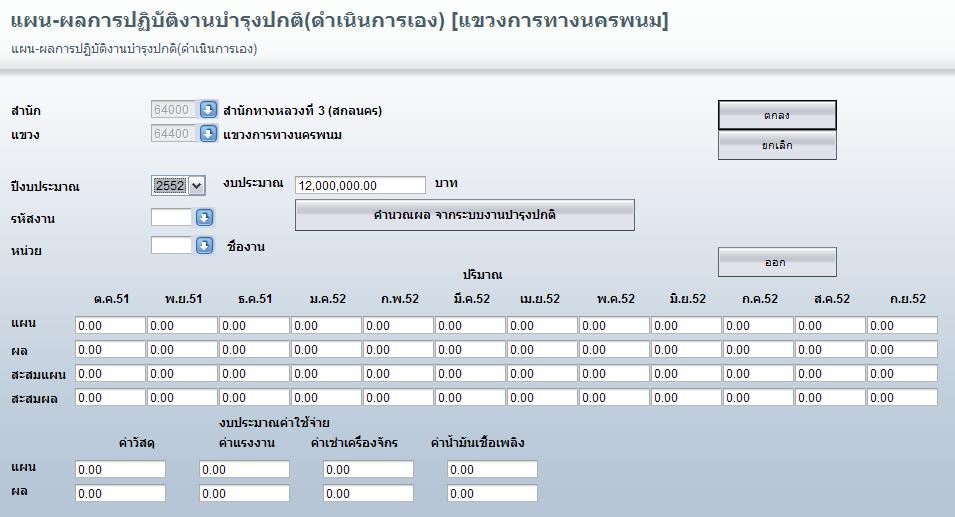 แผน-ผลการปฏิบัติงานบำรุงปกติ(ดำเนินการเอง) [แขวงการทางนครพนม]
แผน-ผลการปฏิบัติงานบำรุงปกติ(ดำเนินการเอง)
สำนัก 64000 สำนักทางหลวงที่ 3 (สกลนคร) ตกลง
แขวง 64400 แขวงการทางนครพนม ยกเลิก
ปีงบประมาณ 2552 งบประมาณ 12,000,000.00 บาท
รหัสงาน คำนวณผล จากระบบงานบำรุงปกติ
หน่วย ชื่องาน ออก
ปริมาณ
ต.ค.51 พ.ย.51 ธ.ค.51 ม.ค.52 ก.พ.52 มี.ค.52 เม.ย.52 พ.ค.52 มิ.ย.52 ก.ค.52 ส.ค.52 ก.ย.52
แผน 0.00 0.00 0.00 0.00 0.00 0.00 0.00 0.00 0.00 0.00 0.00 0.00
ผล 0.00 0.00 0.00 0.00 0.00 0.00 0.00 0.00 0.00 0.00 0.00 0.00
สะสมแผน 0.00 0.00 0.00 0.00 0.00 0.00 0.00 0.00 0.00 0.00 0.00 0.00
สะสมผล 0.00 0.00 0.00 0.00 0.00 0.00 0.00 0.00 0.00 0.00 0.00 0.00
งบประมาณค่าใช้จ่าย
ค่าวัสดุ ค่าแรงงาน ค่าเช่าเครื่องจักร ค่าน้ำมันเชื้อเพลิง
แผน 0.00 0.00 0.00 0.00
ผล 0.00 0.00 0.00 0.00